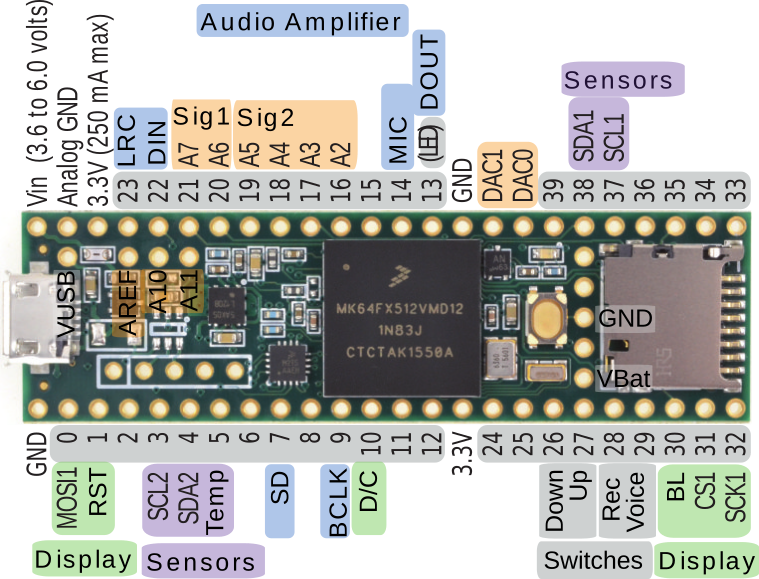 Audio Amplifier
Vin (3.6 to 6.0 volts)
Analog GND
3.3V (250 mA max)
LRC
DIN
Sig1
Sig2
A7
A6
A5
A4
A3
A2
MIC
DOUT
(LED)
GND
DAC1
DAC0
Sensors
SDA1
SCL1
23 22 21 20 19 18 17 16 15 14 13
39 38 37 36 35 34 33
VUSB
AREF
A10
A11
MK64FX512VMD12
1N83J
CTCTAK1550A
GND
VBat
GND
0 1 2 3 4 5 6 7 8 9 10 11 12
3.3V
24 25 26 27 28 29 30 31 32
MOSI1
RST
SCL2
SDA2
Temp
SD
BCLK
D/C
Down
Up
Rec
Voice
BL
CS1
SCK1
Display
Sensors
Switches
Display